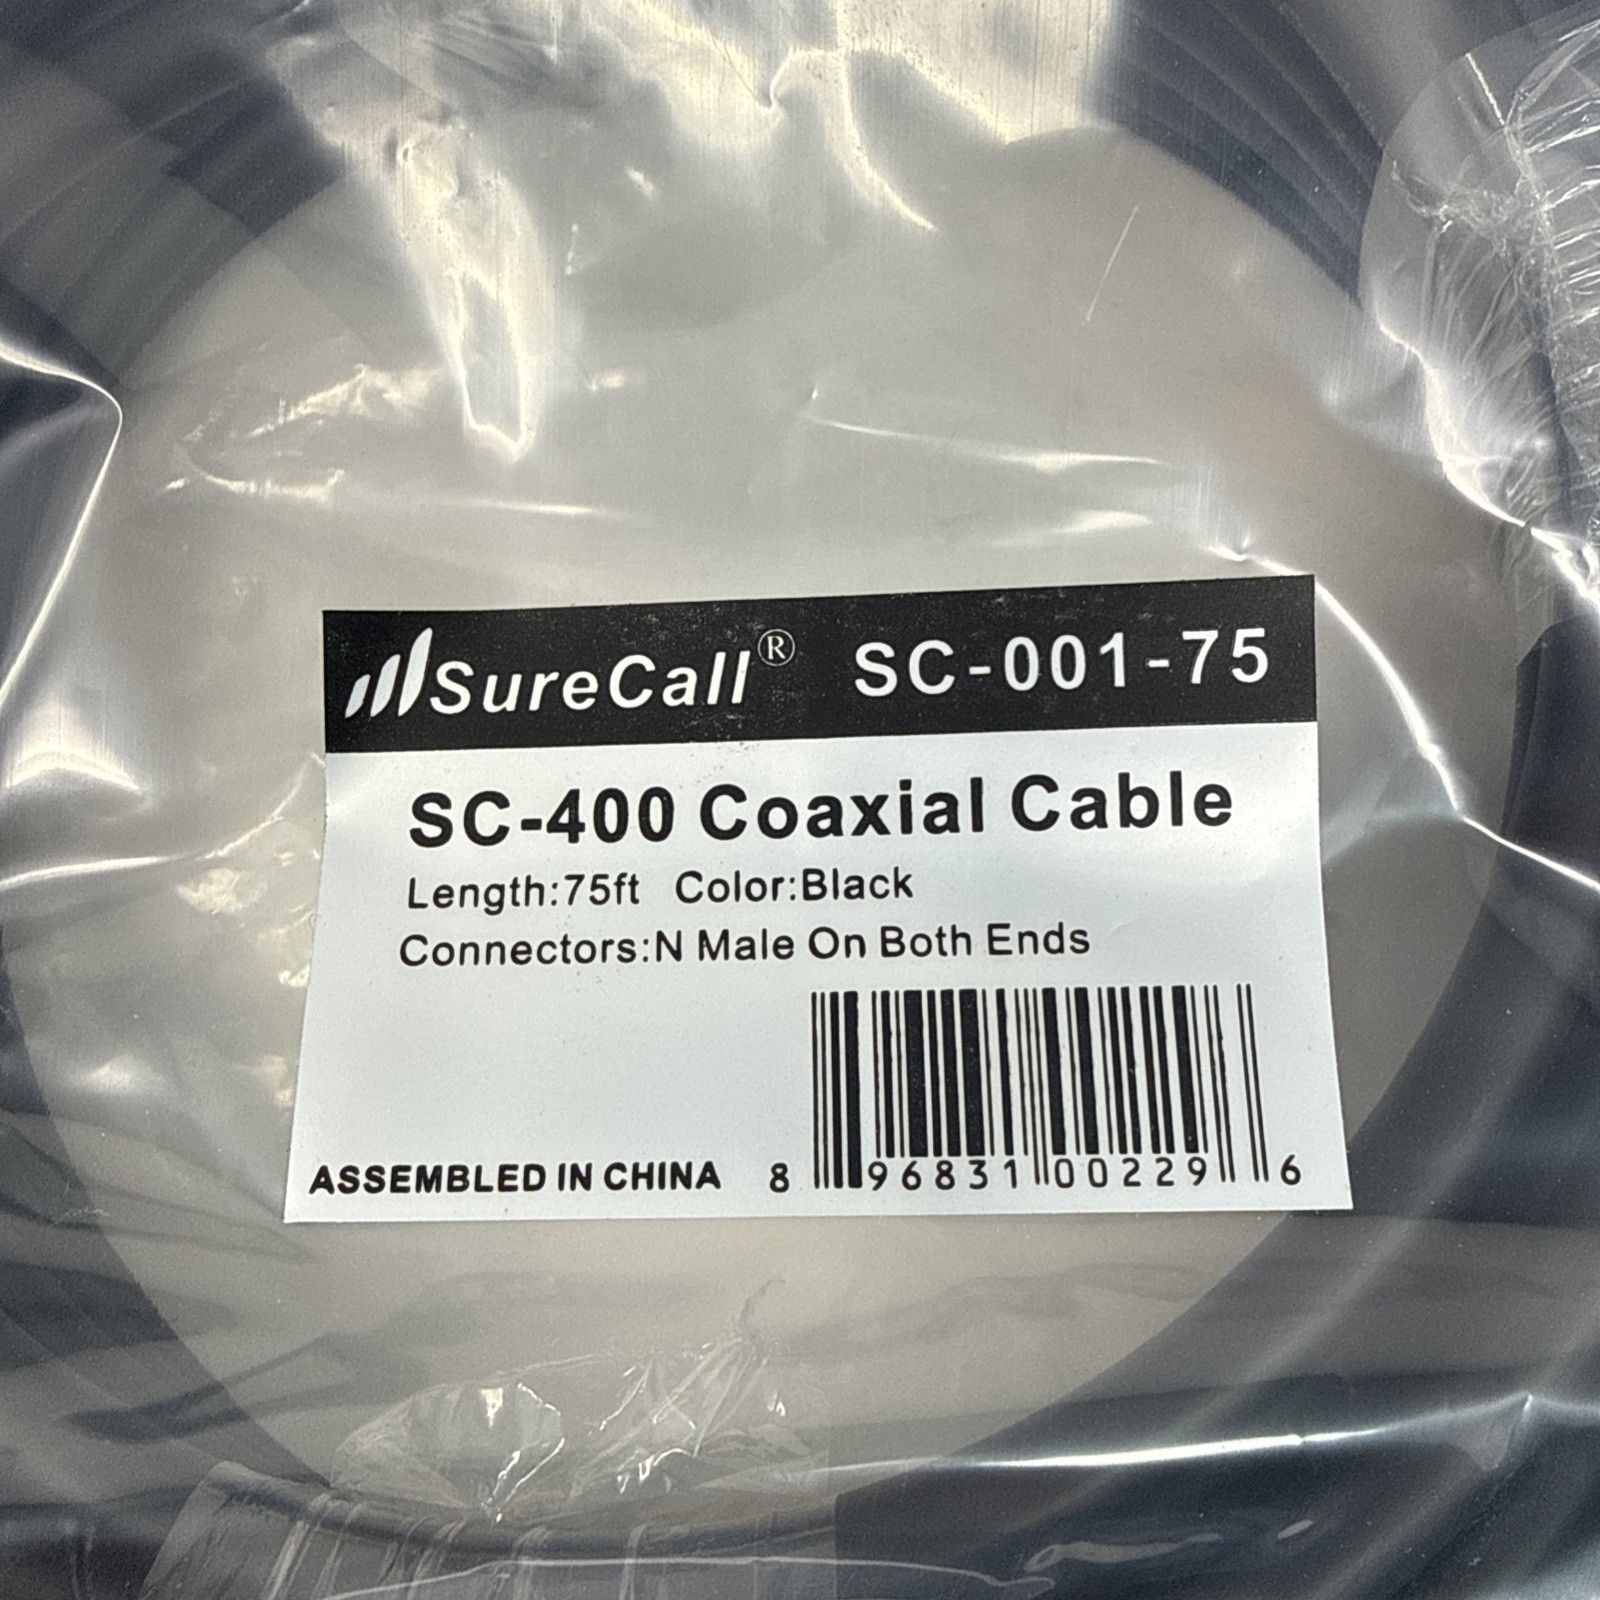 SureCall® SC-001-75
SC-400 Coaxial Cable
Length:75ft Color:Black
Connectors:N Male On Both Ends
ASSEMBLED IN CHINA 8 96831 00229 6